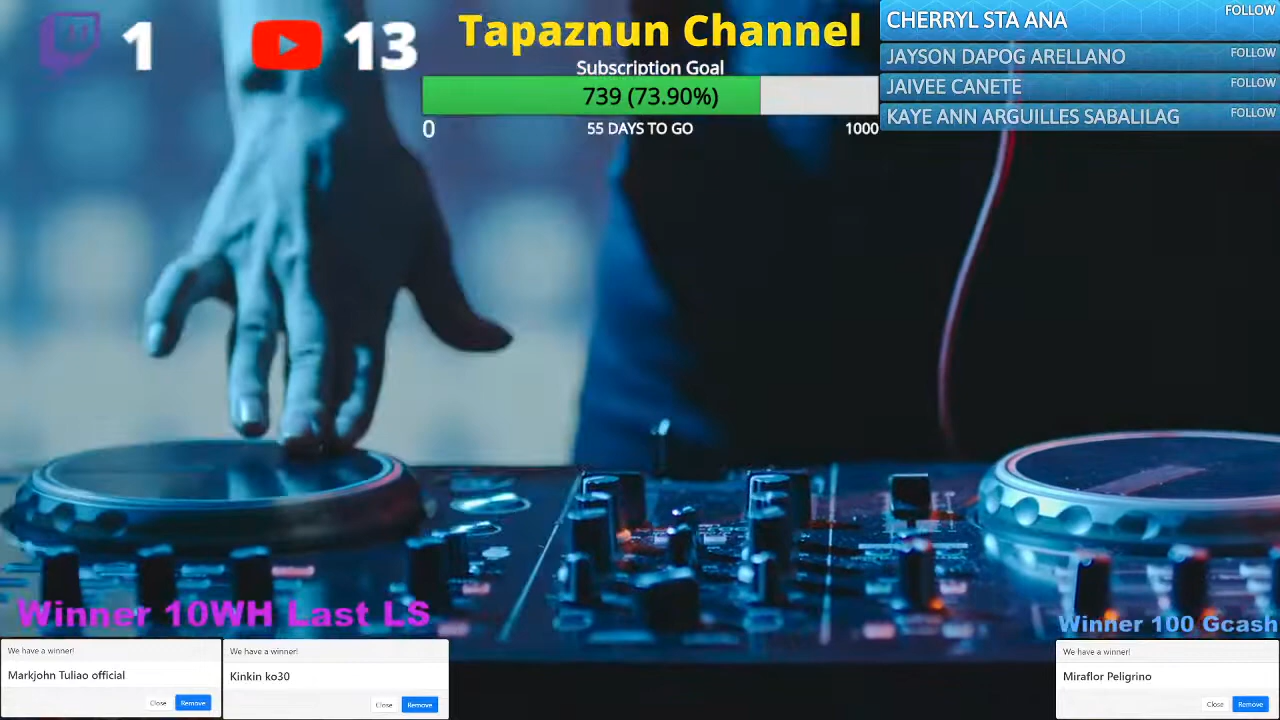 1
13
Tapaznun Channel
Subscription Goal
739 (73.90%)
0
55 DAYS TO GO
1000
CHERRYL STA ANA
FOLLOW
JAYSON DAPOG ARELLANO
FOLLOW
JAIVEE CANETE
FOLLOW
KAYE ANN ARGUILLES SABALILAG
FOLLOW
Winner 10WH Last LS
We have a winner!
Markjohn Tuliao official
Close
Remove
We have a winner!
Kinkin ko30
Close
Remove
Winner 100 Gcash
We have a winner!
Miraflor Peligrino
Close
Remove